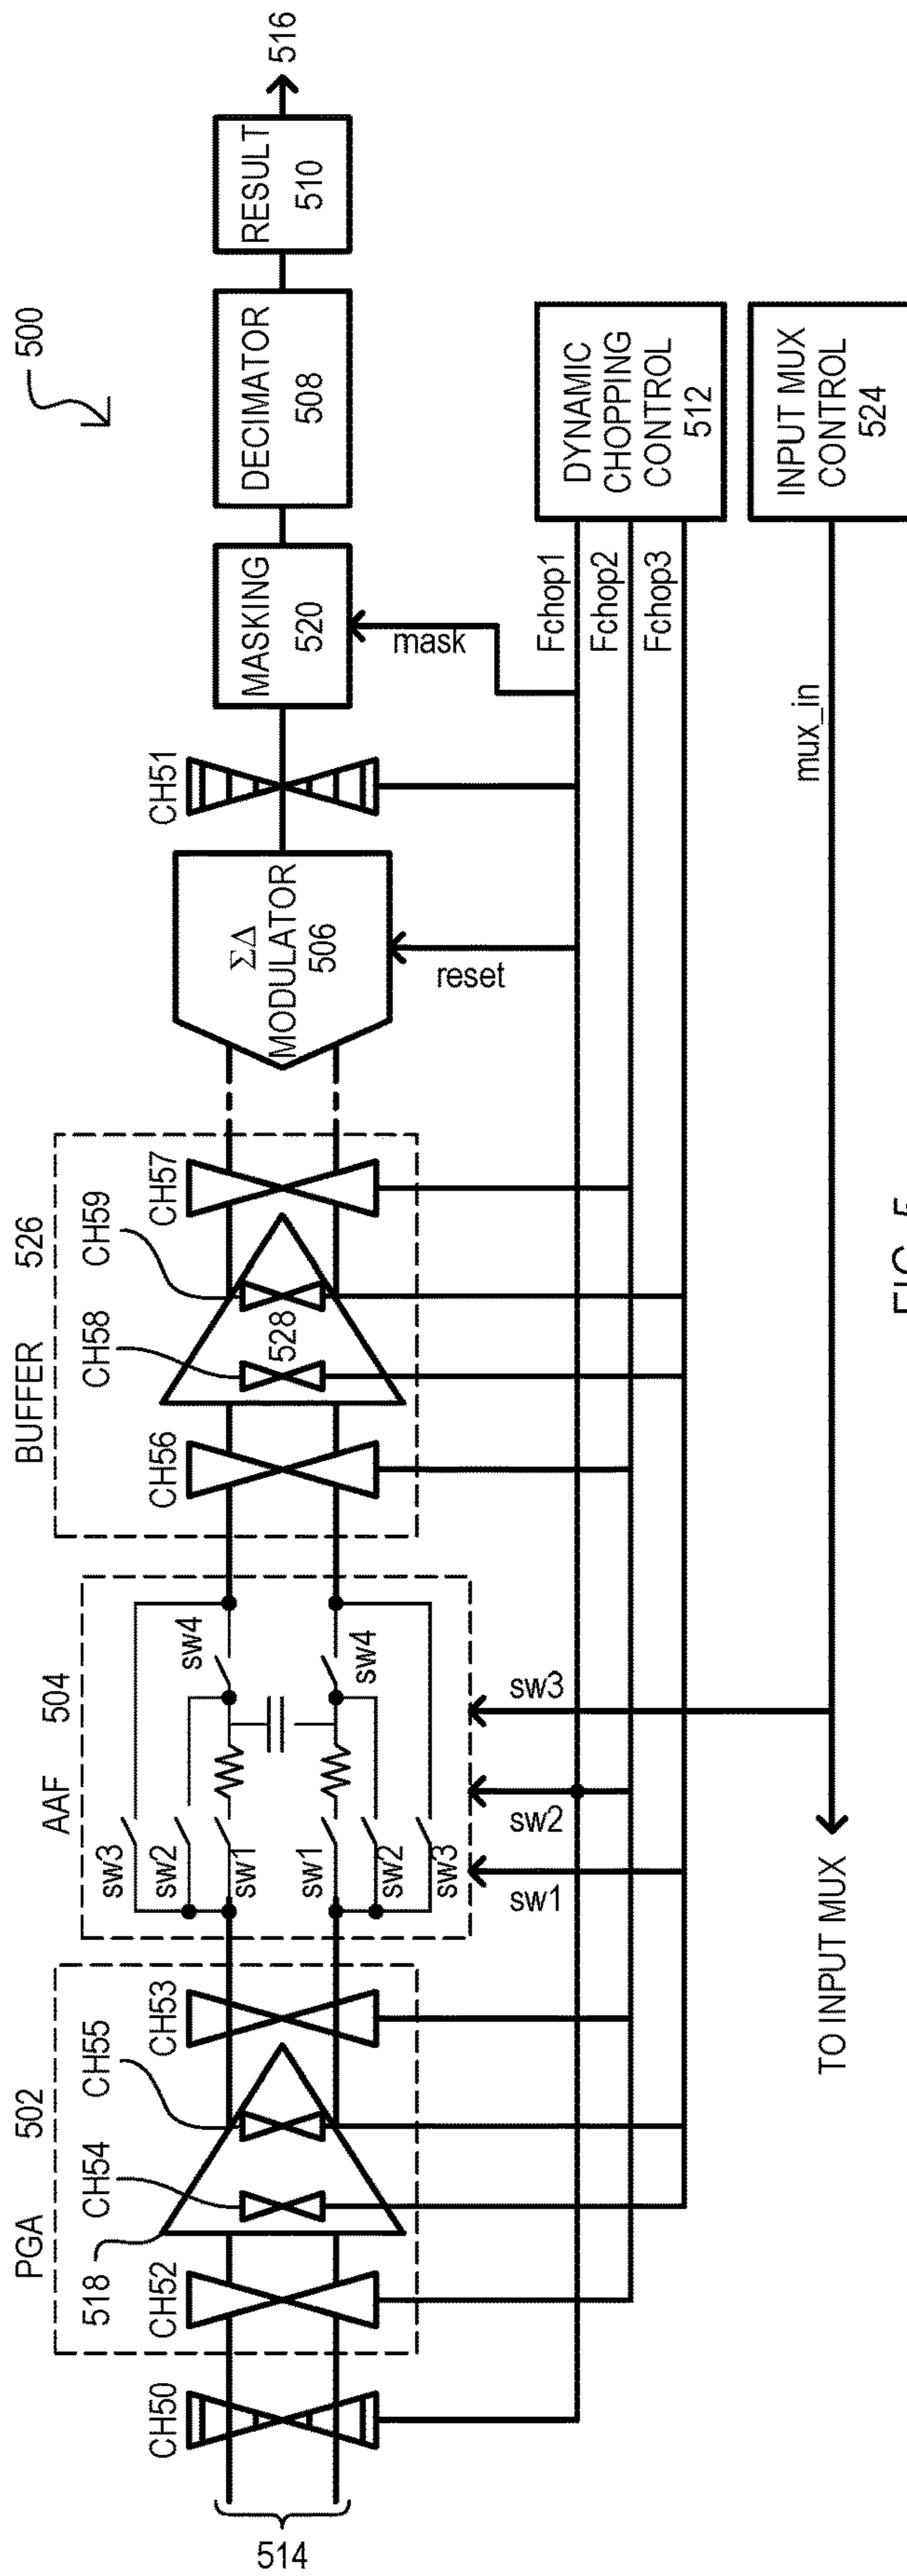 500
PGA 502
AAF 504
BUFFER 526
518
CH54
CH55
CH58
CH59
CH50
CH52
CH53
sw3
sw2
sw1
sw4
sw4
sw1
sw2
sw3
CH56
528
CH57
ΣΔ
MODULATOR
506
CH51
MASKING
520
DECIMATOR
508
RESULT
510
516
514
sw1
sw2
sw3
reset
mask
Fchop1
Fchop2
Fchop3
DYNAMIC
CHOPPING
CONTROL
512
TO INPUT MUX
mux_in
INPUT MUX
CONTROL
524